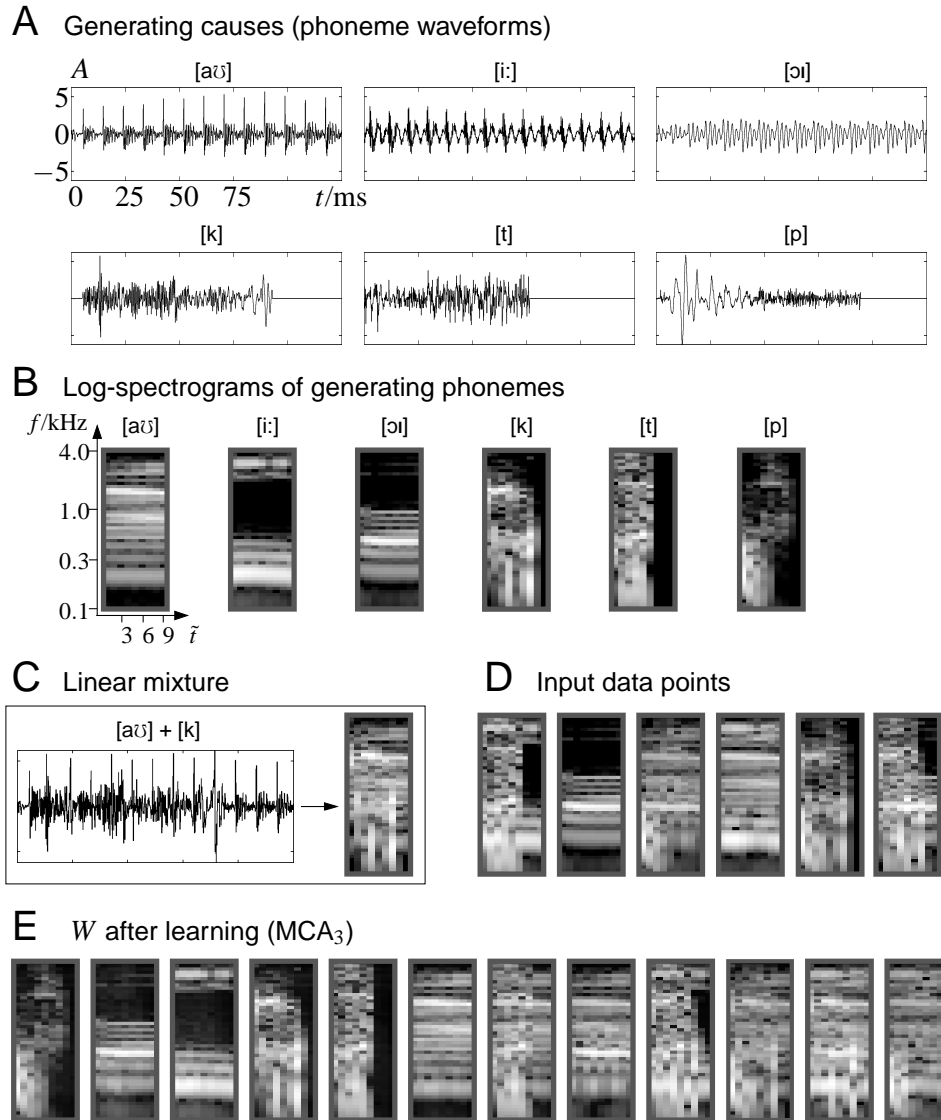 A Generating causes (phoneme waveforms)
A [aʊ] [i:] [ɔɪ]
5
0
−5
0 25 50 75 t/ms
[k] [t] [p]
B Log-spectrograms of generating phonemes
f/kHz [aʊ] [i:] [ɔɪ] [k] [t] [p]
4.0
1.0
0.3
0.1
3 6 9 t̃
C Linear mixture D Input data points
[aʊ] + [k]
E W after learning (MCA₃)